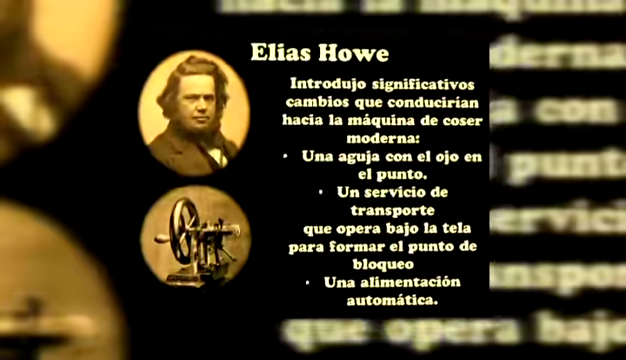 Elias Howe
Introdujo significativos
cambios que conducirían
hacia la máquina de coser
moderna:
· Una aguja con el ojo en
el punto.
· Un servicio de
transporte
que opera bajo la tela
para formar el punto de
bloqueo
· Una alimentación
automática.